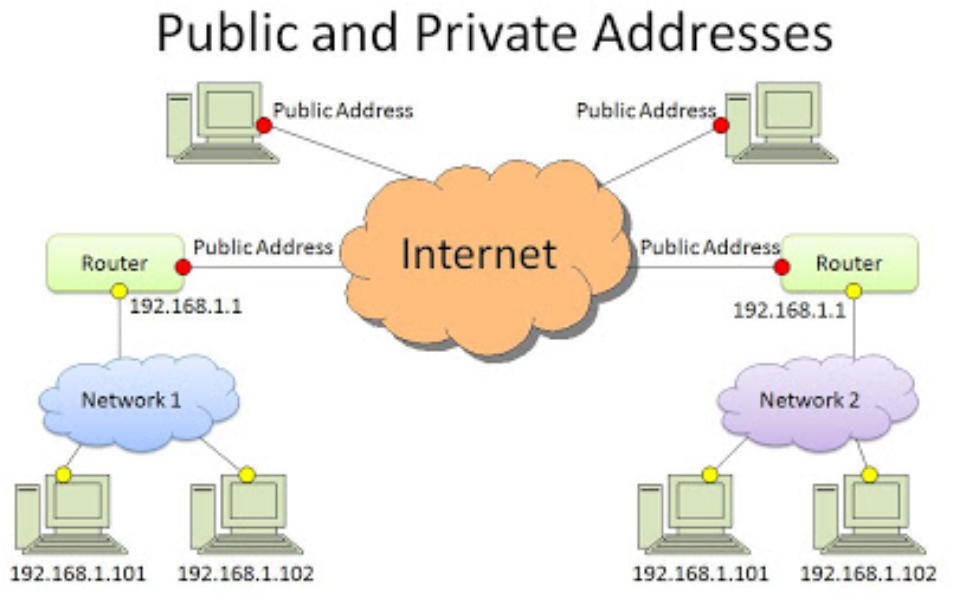 Public and Private Addresses
Public Address
Public Address
Router
Public Address
Internet
Public Address
Router
192.168.1.1
192.168.1.1
Network 1
Network 2
192.168.1.101
192.168.1.102
192.168.1.101
192.168.1.102